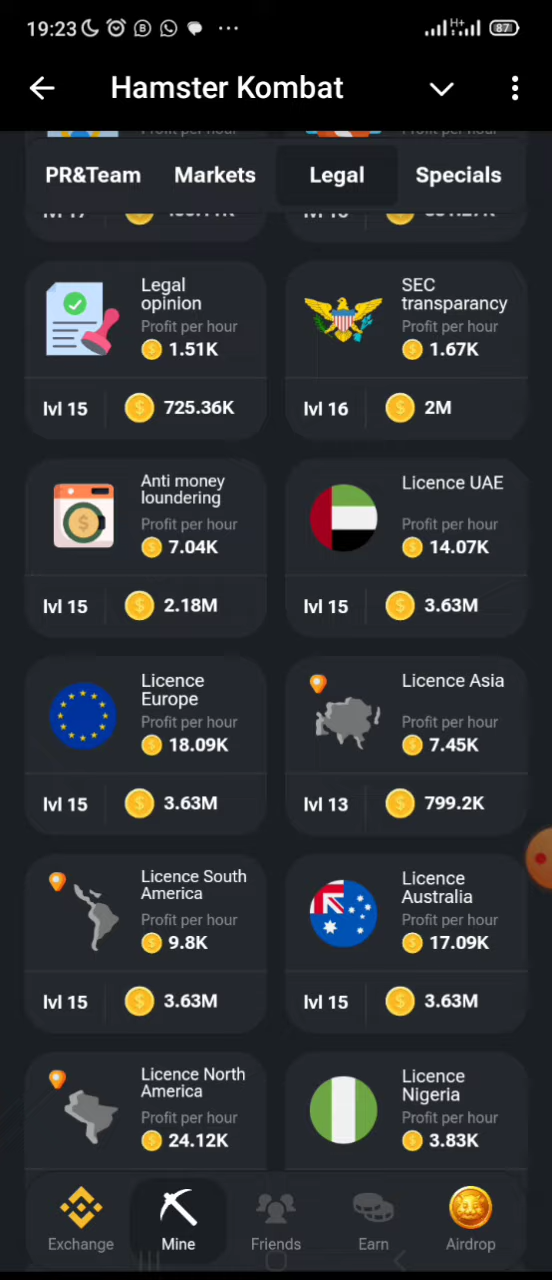 19:23
H+
87
Hamster Kombat
Profit per hour
Profit per hour
PR&Team
Markets
Legal
Specials
Legal
opinion
Profit per hour
1.51K
lvl 15
725.36K
SEC
transparancy
Profit per hour
1.67K
lvl 16
2M
Anti money
loundering
Profit per hour
7.04K
lvl 15
2.18M
Licence UAE
Profit per hour
14.07K
lvl 15
3.63M
Licence
Europe
Profit per hour
18.09K
lvl 15
3.63M
Licence Asia
Profit per hour
7.45K
lvl 13
799.2K
Licence South
America
Profit per hour
9.8K
lvl 15
3.63M
Licence
Australia
Profit per hour
17.09K
lvl 15
3.63M
Licence North
America
Profit per hour
24.12K
Licence
Nigeria
Profit per hour
3.83K
Exchange
Mine
Friends
Earn
Airdrop